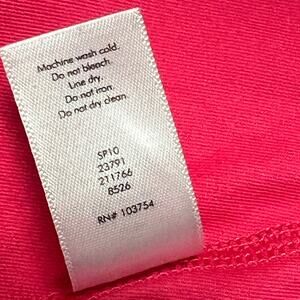 Machine wash cold.
Do not bleach.
Line dry.
Do not iron.
Do not dry clean.
SP10
23791
211766
8526
RN# 103754